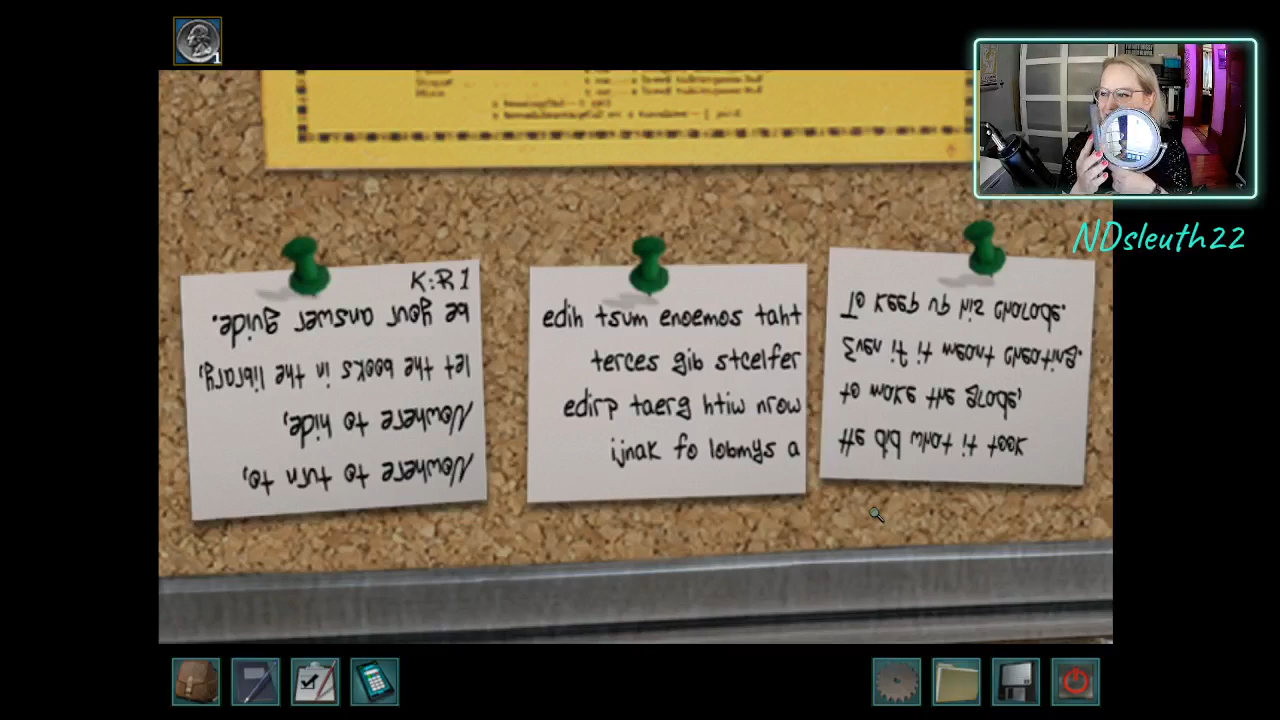 1
NDsleuth22
K:R1
Nowhere to turn to,
Nowhere to hide,
let the books in the library,
be your answer guide.
edih tsum enoemos taht
terces gib stcelfer
edirp taerg htiw nrow
ijnak fo lobmys a
He did what it took
to make the grade,
Even if it meant cheating.
To keep up his charade.